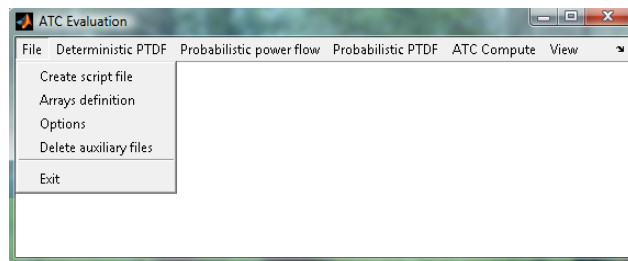 ATC Evaluation
File Deterministic PTDF Probabilistic power flow Probabilistic PTDF ATC Compute View
Create script file
Arrays definition
Options
Delete auxiliary files
Exit